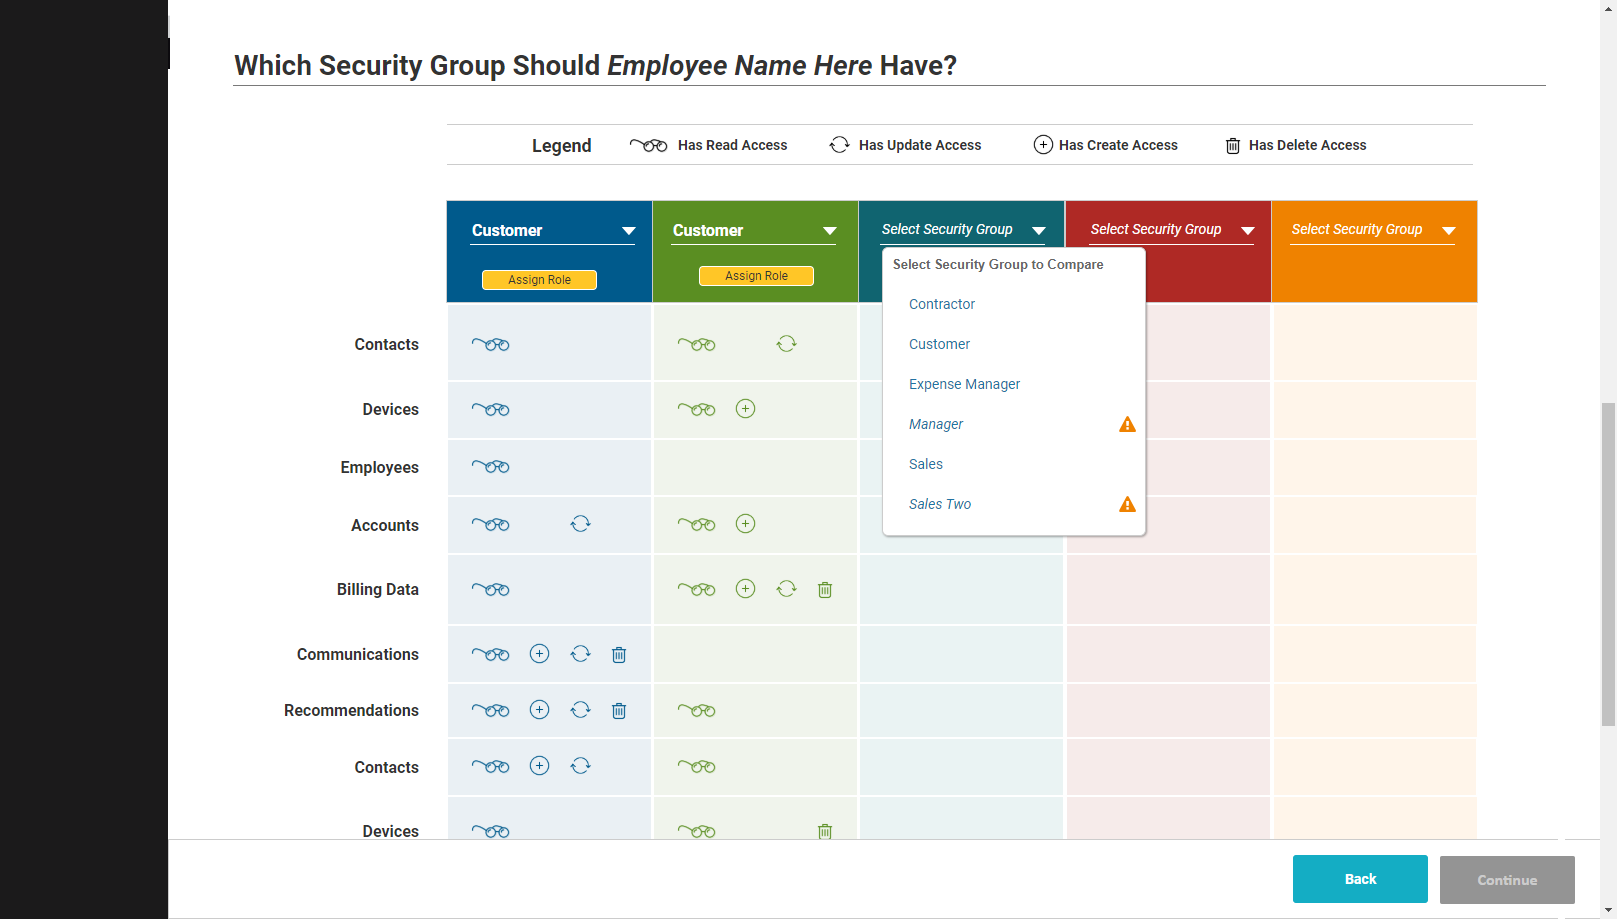 Which Security Group Should Employee Name Here Have?
Legend Has Read Access Has Update Access Has Create Access Has Delete Access
Customer Customer Select Security Group Select Security Group Select Security Group
Assign Role Assign Role
Select Security Group to Compare
Contractor
Customer
Expense Manager
Manager
Sales
Sales Two
Contacts
Devices
Employees
Accounts
Billing Data
Communications
Recommendations
Contacts
Devices
Back Continue